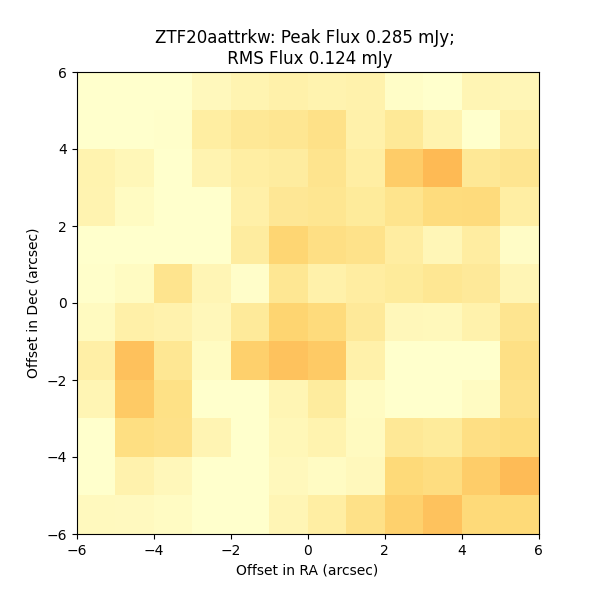 ZTF20aattrkw: Peak Flux 0.285 mJy;
RMS Flux 0.124 mJy
6
4
2
0
−2
−4
−6
Offset in Dec (arcsec)
−6 −4 −2 0 2 4 6
Offset in RA (arcsec)